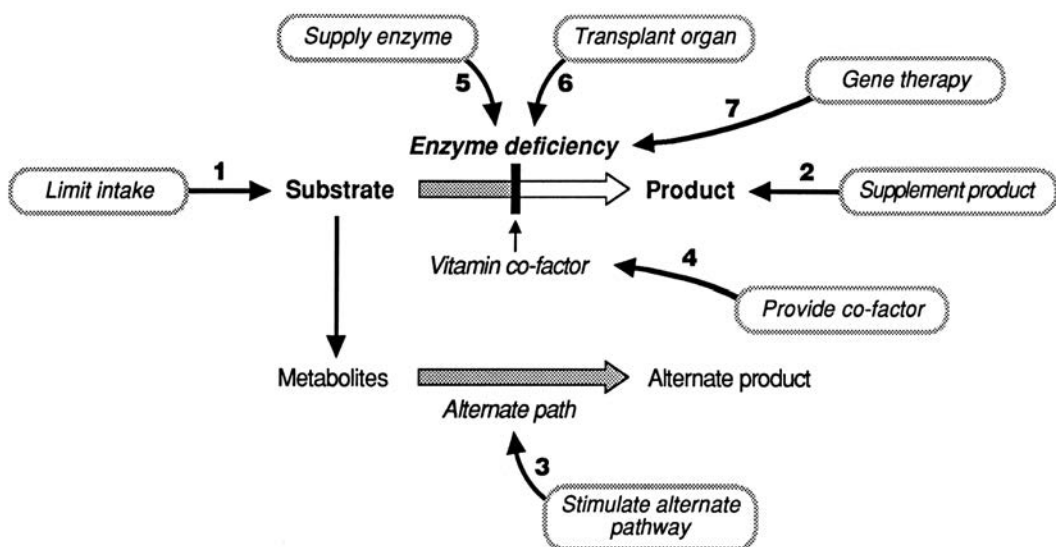 Supply enzyme
Transplant organ
5
6
Gene therapy
7
Enzyme deficiency
Limit intake
1
Substrate
Product
2
Supplement product
Vitamin co-factor
4
Provide co-factor
Metabolites
Alternate product
Alternate path
3
Stimulate alternate
pathway